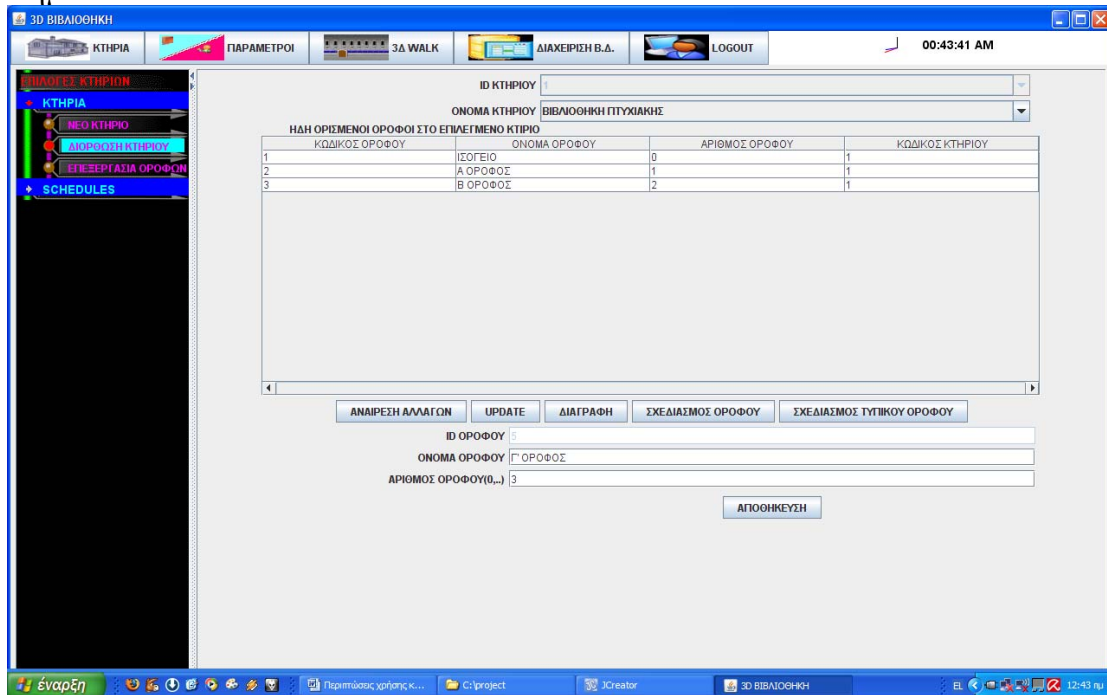 3D ΒΙΒΛΙΟΘΗΚΗ
ΚΤΗΡΙΑ
ΠΑΡΑΜΕΤΡΟΙ
3Δ WALK
ΔΙΑΧΕΙΡΙΣΗ Β.Δ.
LOGOUT
00:43:41 AM
ΕΠΙΛΟΓΕΣ ΚΤΗΡΙΩΝ
ΚΤΗΡΙΑ
ΝΕΟ ΚΤΗΡΙΟ
ΔΙΟΡΘΩΣΗ ΚΤΗΡΙΟΥ
ΕΠΕΞΕΡΓΑΣΙΑ ΟΡΟΦΩΝ
SCHEDULES
ID ΚΤΗΡΙΟΥ 1
ΟΝΟΜΑ ΚΤΗΡΙΟΥ ΒΙΒΛΙΟΘΗΚΗ ΠΤΥΧΙΑΚΗΣ
ΗΔΗ ΟΡΙΣΜΕΝΟΙ ΟΡΟΦΟΙ ΣΤΟ ΕΠΙΛΕΓΜΕΝΟ ΚΤΙΡΙΟ
ΚΩΔΙΚΟΣ ΟΡΟΦΟΥ ΟΝΟΜΑ ΟΡΟΦΟΥ ΑΡΙΘΜΟΣ ΟΡΟΦΟΥ ΚΩΔΙΚΟΣ ΚΤΗΡΙΟΥ
1 ΙΣΟΓΕΙΟ 0 1
2 Α ΟΡΟΦΟΣ 1 1
3 Β ΟΡΟΦΟΣ 2 1
ΑΝΑΙΡΕΣΗ ΑΛΛΑΓΩΝ
UPDATE
ΔΙΑΓΡΑΦΗ
ΣΧΕΔΙΑΣΜΟΣ ΟΡΟΦΟΥ
ΣΧΕΔΙΑΣΜΟΣ ΤΥΠΙΚΟΥ ΟΡΟΦΟΥ
ID ΟΡΟΦΟΥ 5
ΟΝΟΜΑ ΟΡΟΦΟΥ Γ' ΟΡΟΦΟΣ
ΑΡΙΘΜΟΣ ΟΡΟΦΟΥ(0,..) 3
ΑΠΟΘΗΚΕΥΣΗ
έναρξη
Περιπτώσεις χρήσης κ...
C:\project
JCreator
3D ΒΙΒΛΙΟΘΗΚΗ
EL
12:43 πμ